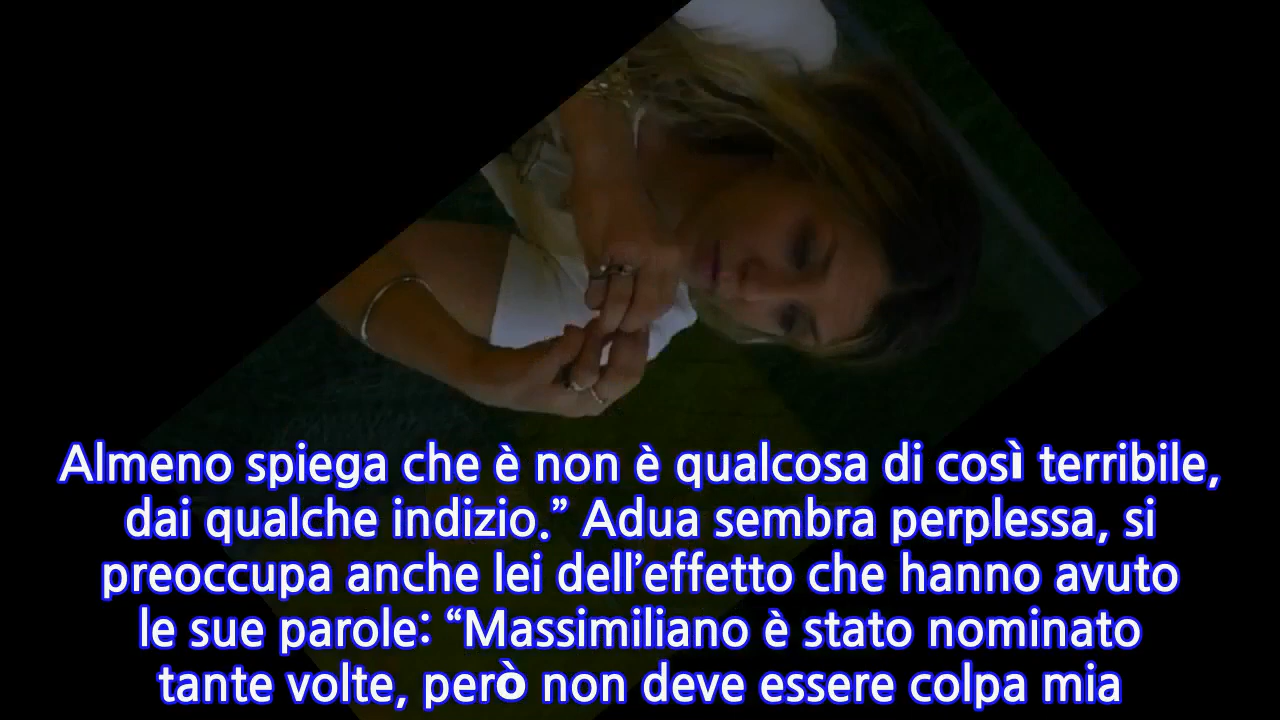 Almeno spiega che è non è qualcosa di così terribile,
dai qualche indizio.” Adua sembra perplessa, si
preoccupa anche lei dell’effetto che hanno avuto
le sue parole: “Massimiliano è stato nominato
tante volte, però non deve essere colpa mia